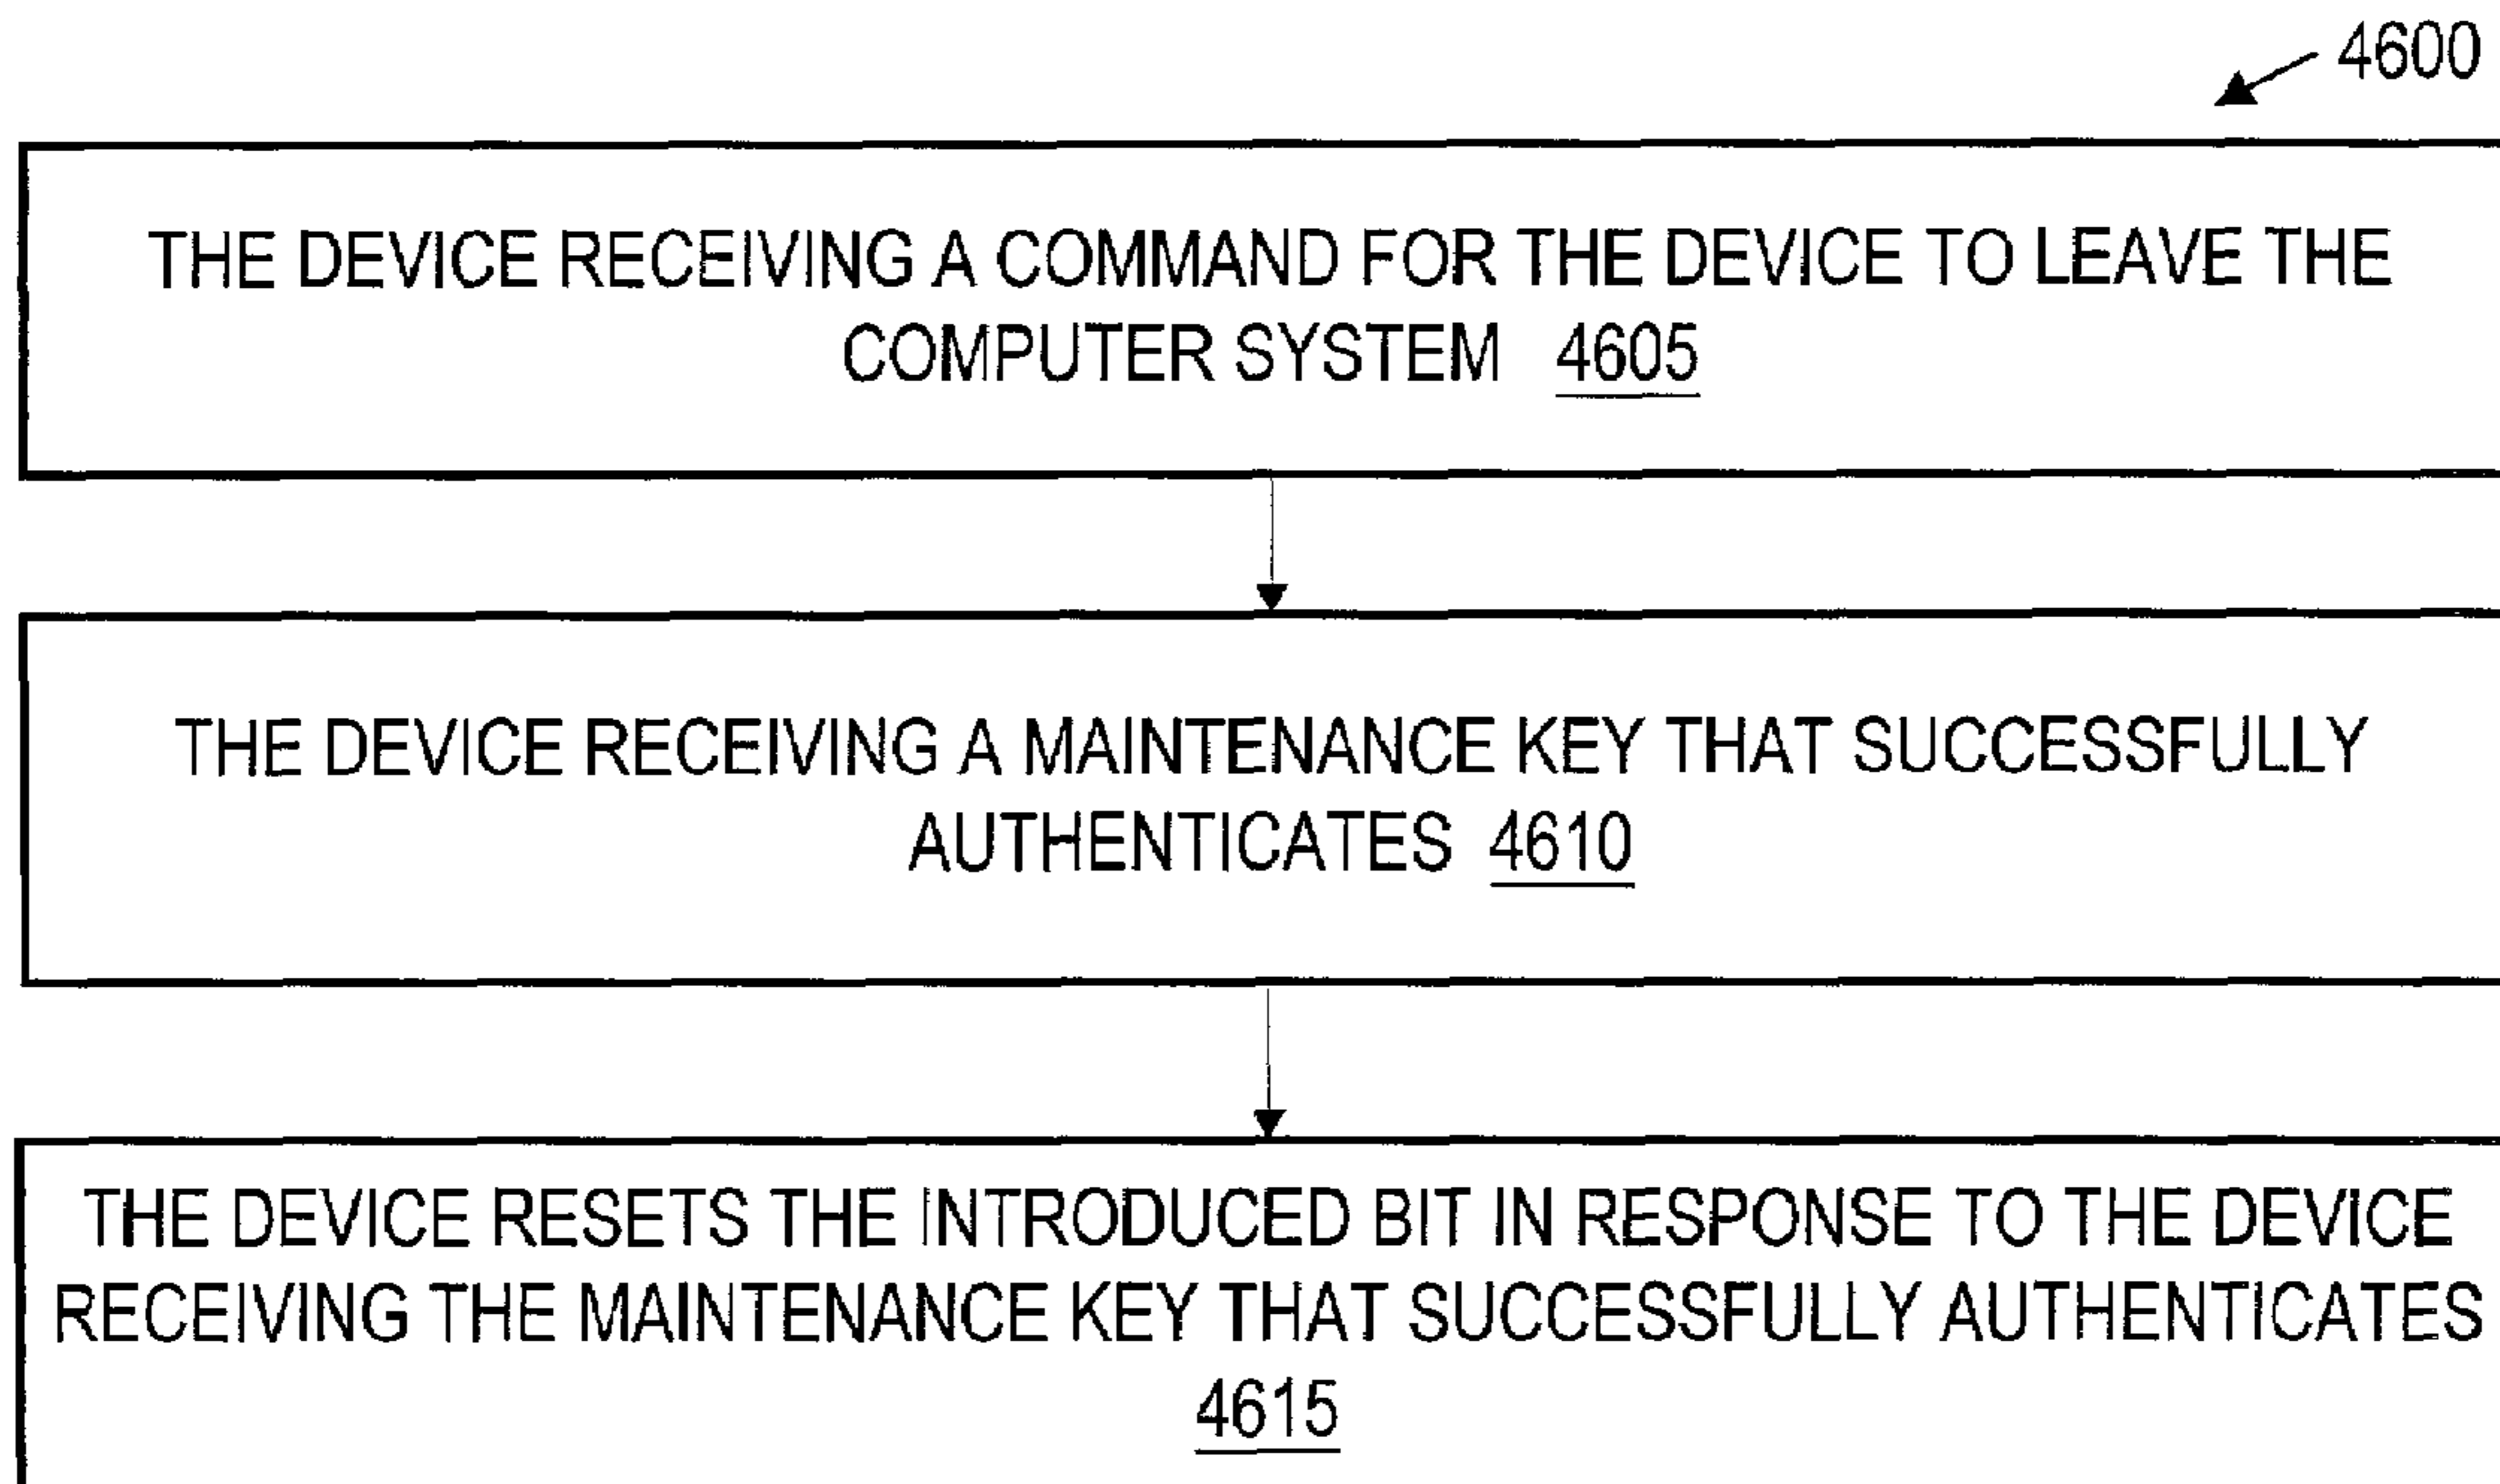 4600
THE DEVICE RECEIVING A COMMAND FOR THE DEVICE TO LEAVE THE
COMPUTER SYSTEM 4605
THE DEVICE RECEIVING A MAINTENANCE KEY THAT SUCCESSFULLY
AUTHENTICATES 4610
THE DEVICE RESETS THE INTRODUCED BIT IN RESPONSE TO THE DEVICE
RECEIVING THE MAINTENANCE KEY THAT SUCCESSFULLY AUTHENTICATES
4615